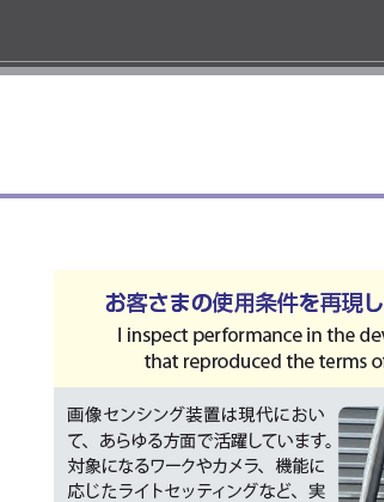 お客さまの使用条件を再現し
I inspect performance in the dev
that reproduced the terms of
画像センシング装置は現代におい
て、あらゆる方面で活躍しています。
対象になるワークやカメラ、機能に
応じたライトセッティングなど、実